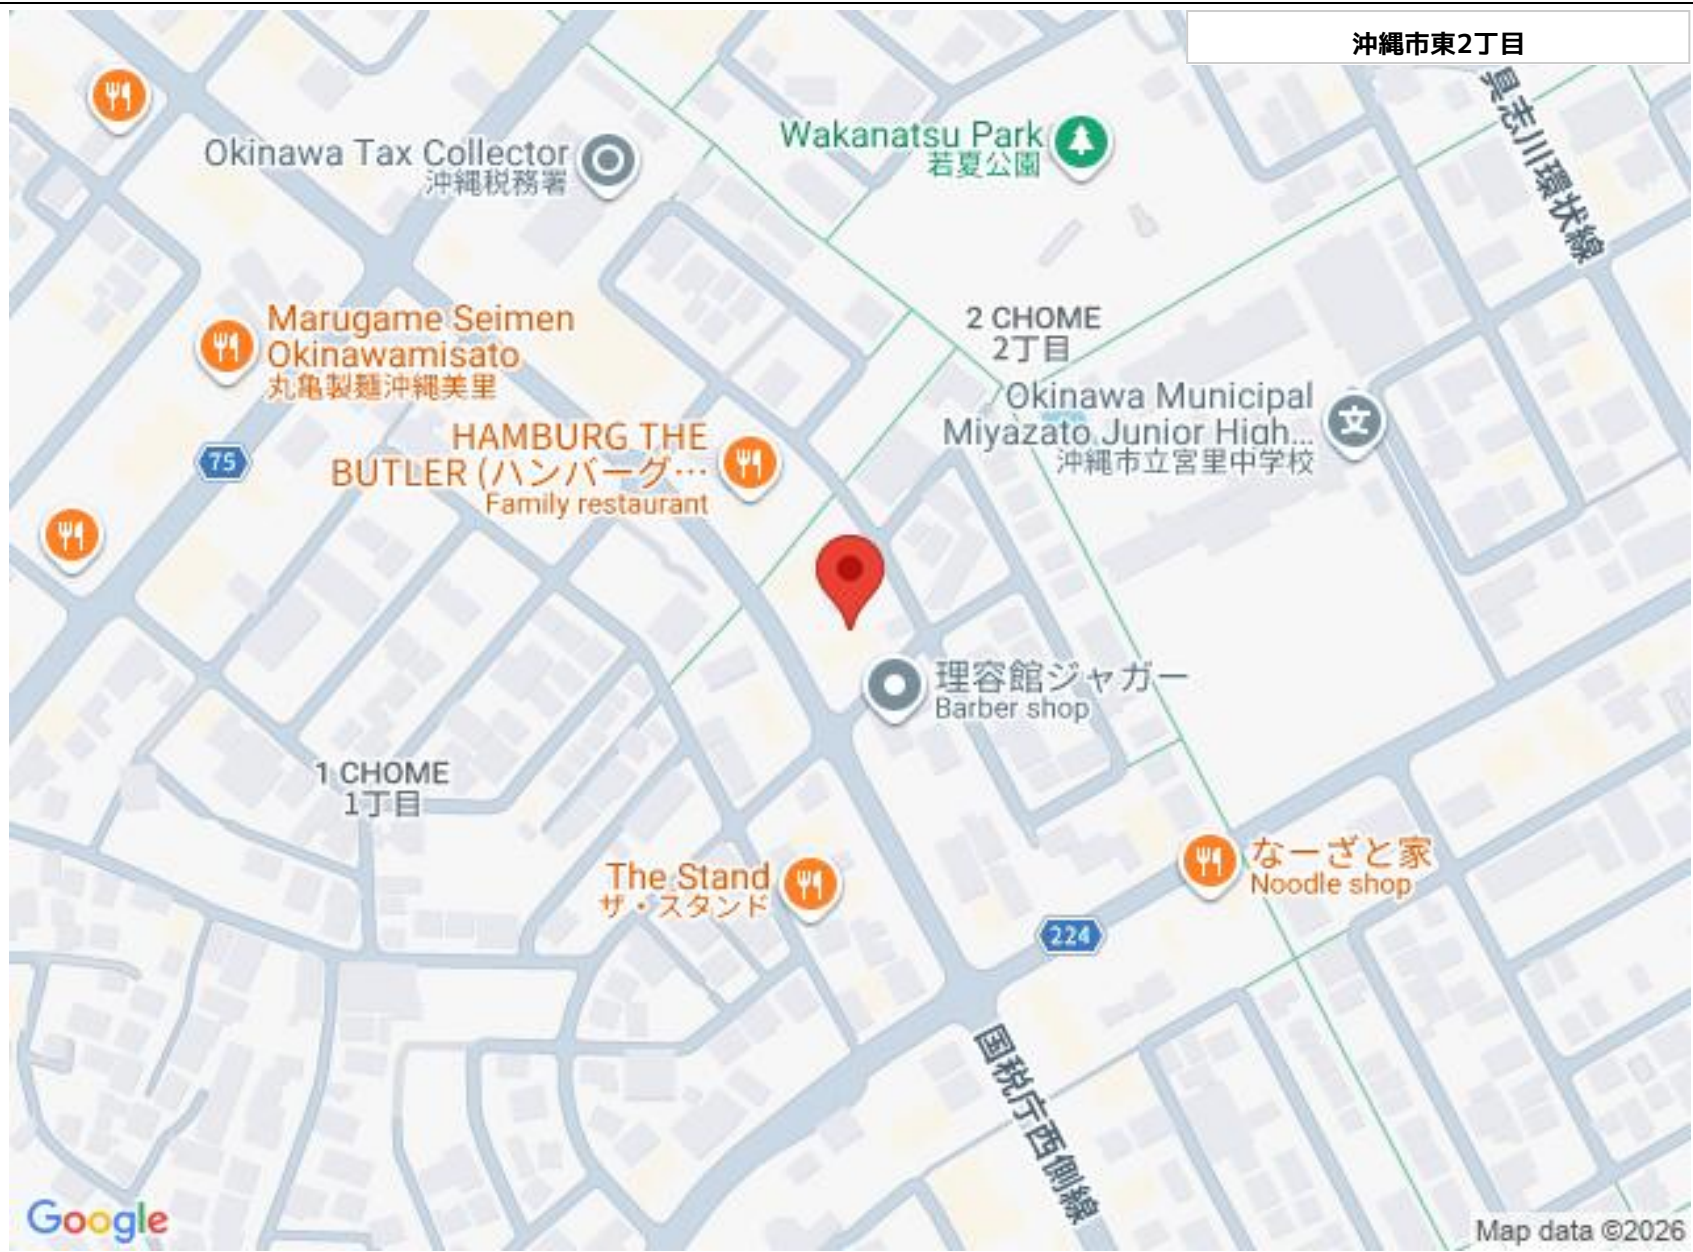 沖縄市東2丁目
具志川環状線
Wakanatsu Park
若夏公園
Okinawa Tax Collector
沖縄税務署
Marugame Seimen
Okinawamisato
丸亀製麺沖縄美里
2 CHOME
2丁目
Okinawa Municipal
Miyazato Junior High...
沖縄市立宮里中学校
HAMBURG THE
BUTLER (ハンバーグ…
Family restaurant
75
理容館ジャガー
Barber shop
1 CHOME
1丁目
The Stand
ザ・スタンド
なーざと家
Noodle shop
224
国税庁西側線
Google
Map data ©2026